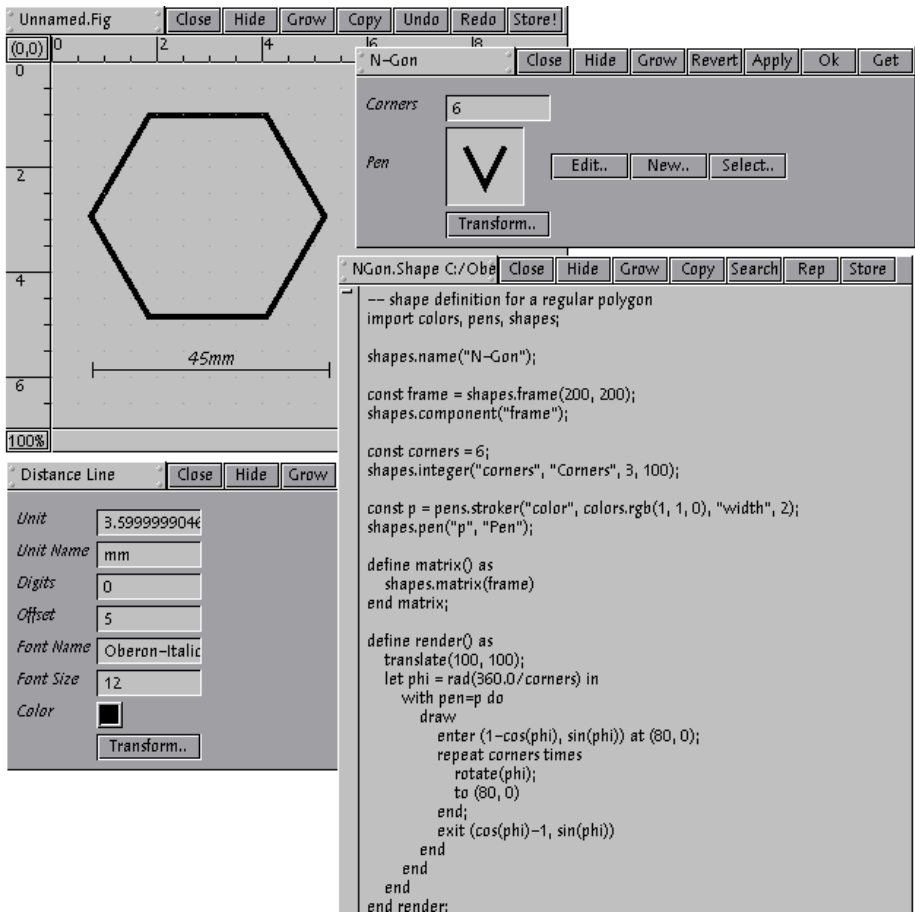 Unnamed.Fig Close Hide Grow Copy Undo Redo Store!
(0,0) 0 2 4 6 8
0
2
4
6
45mm
100%
N-Gon Close Hide Grow Revert Apply Ok Get
Corners 6
Pen Edit.. New.. Select..
Transform..
Distance Line Close Hide Grow
Unit 3.5999999046
Unit Name mm
Digits 0
Offset 5
Font Name Oberon-Italic
Font Size 12
Color
Transform..
NGon.Shape C:/Obe Close Hide Grow Copy Search Rep Store
-- shape definition for a regular polygon
import colors, pens, shapes;
shapes.name("N-Gon");
const frame = shapes.frame(200, 200);
shapes.component("frame");
const corners = 6;
shapes.integer("corners", "Corners", 3, 100);
const p = pens.stroker("color", colors.rgb(1, 1, 0), "width", 2);
shapes.pen("p", "Pen");
define matrix() as
shapes.matrix(frame)
end matrix;
define render() as
translate(100, 100);
let phi = rad(360.0/corners) in
with pen=p do
draw
enter (1-cos(phi), sin(phi)) at (80, 0);
repeat corners times
rotate(phi);
to (80, 0)
end;
exit (cos(phi)-1, sin(phi))
end
end
end
end render;